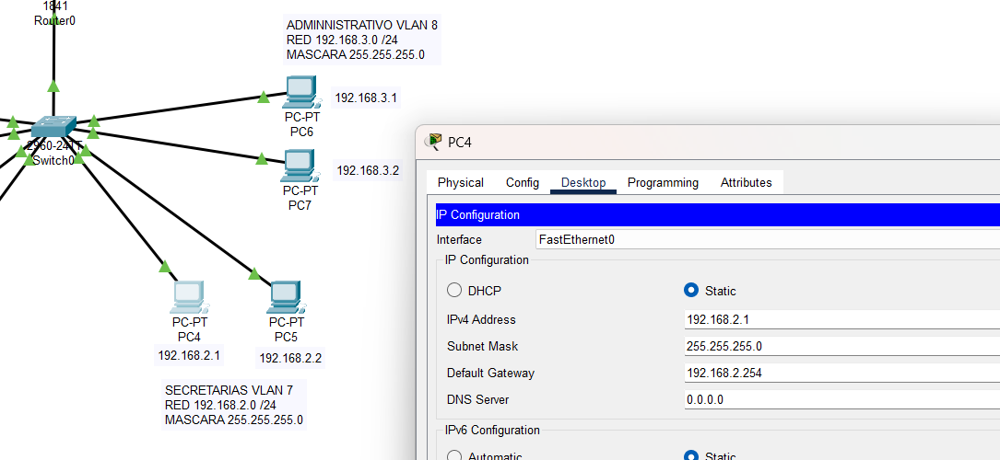 1841
Router0
ADMINNISTRATIVO VLAN 8
RED 192.168.3.0 /24
MASCARA 255.255.255.0
192.168.3.1
PC-PT
PC6
2960-24TT
Switch0
192.168.3.2
PC-PT
PC7
PC-PT
PC4
192.168.2.1
PC-PT
PC5
192.168.2.2
SECRETARIAS VLAN 7
RED 192.168.2.0 /24
MASCARA 255.255.255.0
PC4
Physical Config Desktop Programming Attributes
IP Configuration
Interface FastEthernet0
IP Configuration
DHCP Static
IPv4 Address 192.168.2.1
Subnet Mask 255.255.255.0
Default Gateway 192.168.2.254
DNS Server 0.0.0.0
IPv6 Configuration
Automatic Static